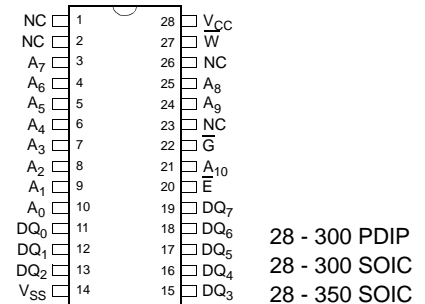 NC 1 28 V_CC
NC 2 27 W̅
A₇ 3 26 NC
A₆ 4 25 A₈
A₅ 5 24 A₉
A₄ 6 23 NC
A₃ 7 22 G̅
A₂ 8 21 A₁₀
A₁ 9 20 E̅
A₀ 10 19 DQ₇
DQ₀ 11 18 DQ₆
DQ₁ 12 17 DQ₅
DQ₂ 13 16 DQ₄
V_SS 14 15 DQ₃
28 - 300 PDIP
28 - 300 SOIC
28 - 350 SOIC